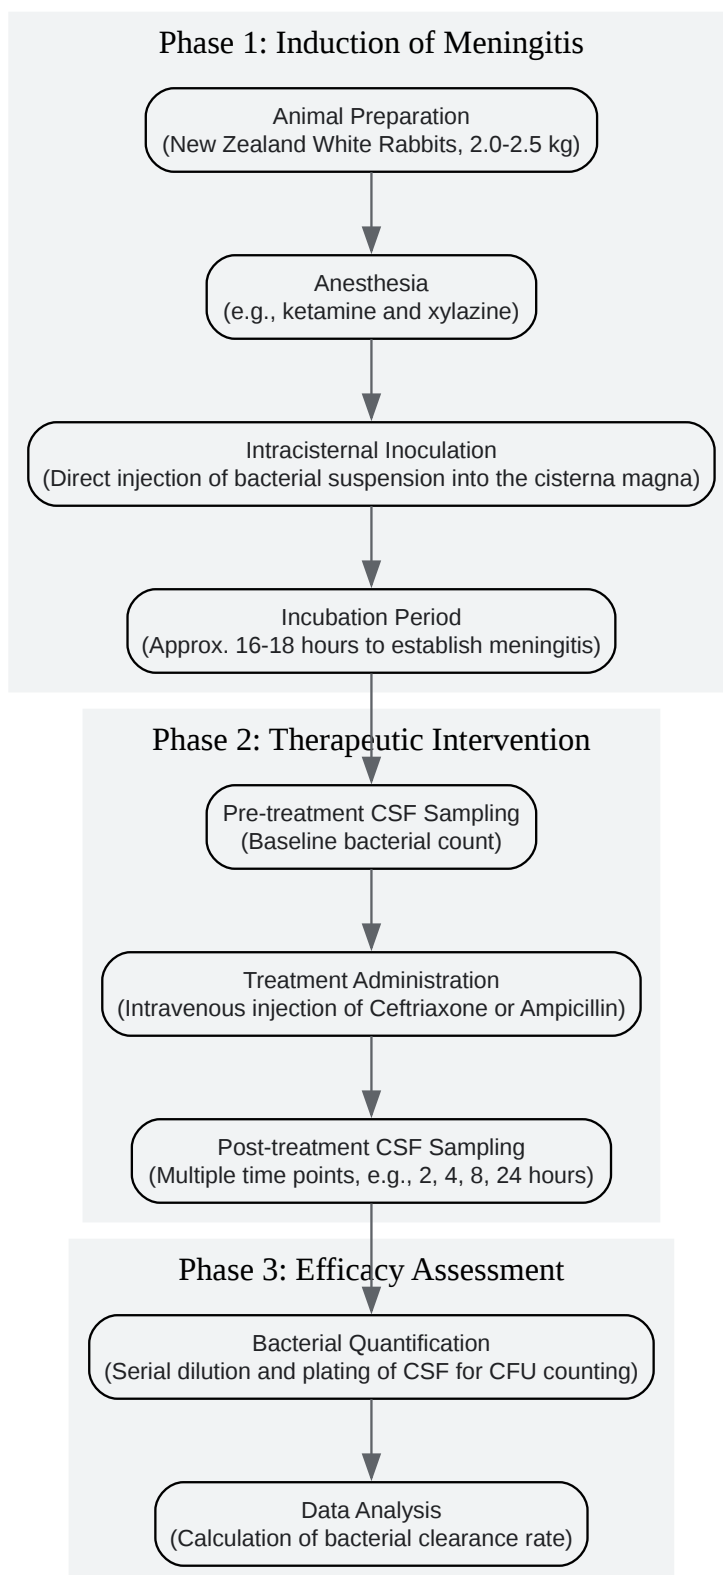 Phase 1: Induction of Meningitis
Animal Preparation
(New Zealand White Rabbits, 2.0-2.5 kg)
Anesthesia
(e.g., ketamine and xylazine)
Intracisternal Inoculation
(Direct injection of bacterial suspension into the cisterna magna)
Incubation Period
(Approx. 16-18 hours to establish meningitis)
Phase 2: Therapeutic Intervention
Pre-treatment CSF Sampling
(Baseline bacterial count)
Treatment Administration
(Intravenous injection of Ceftriaxone or Ampicillin)
Post-treatment CSF Sampling
(Multiple time points, e.g., 2, 4, 8, 24 hours)
Phase 3: Efficacy Assessment
Bacterial Quantification
(Serial dilution and plating of CSF for CFU counting)
Data Analysis
(Calculation of bacterial clearance rate)